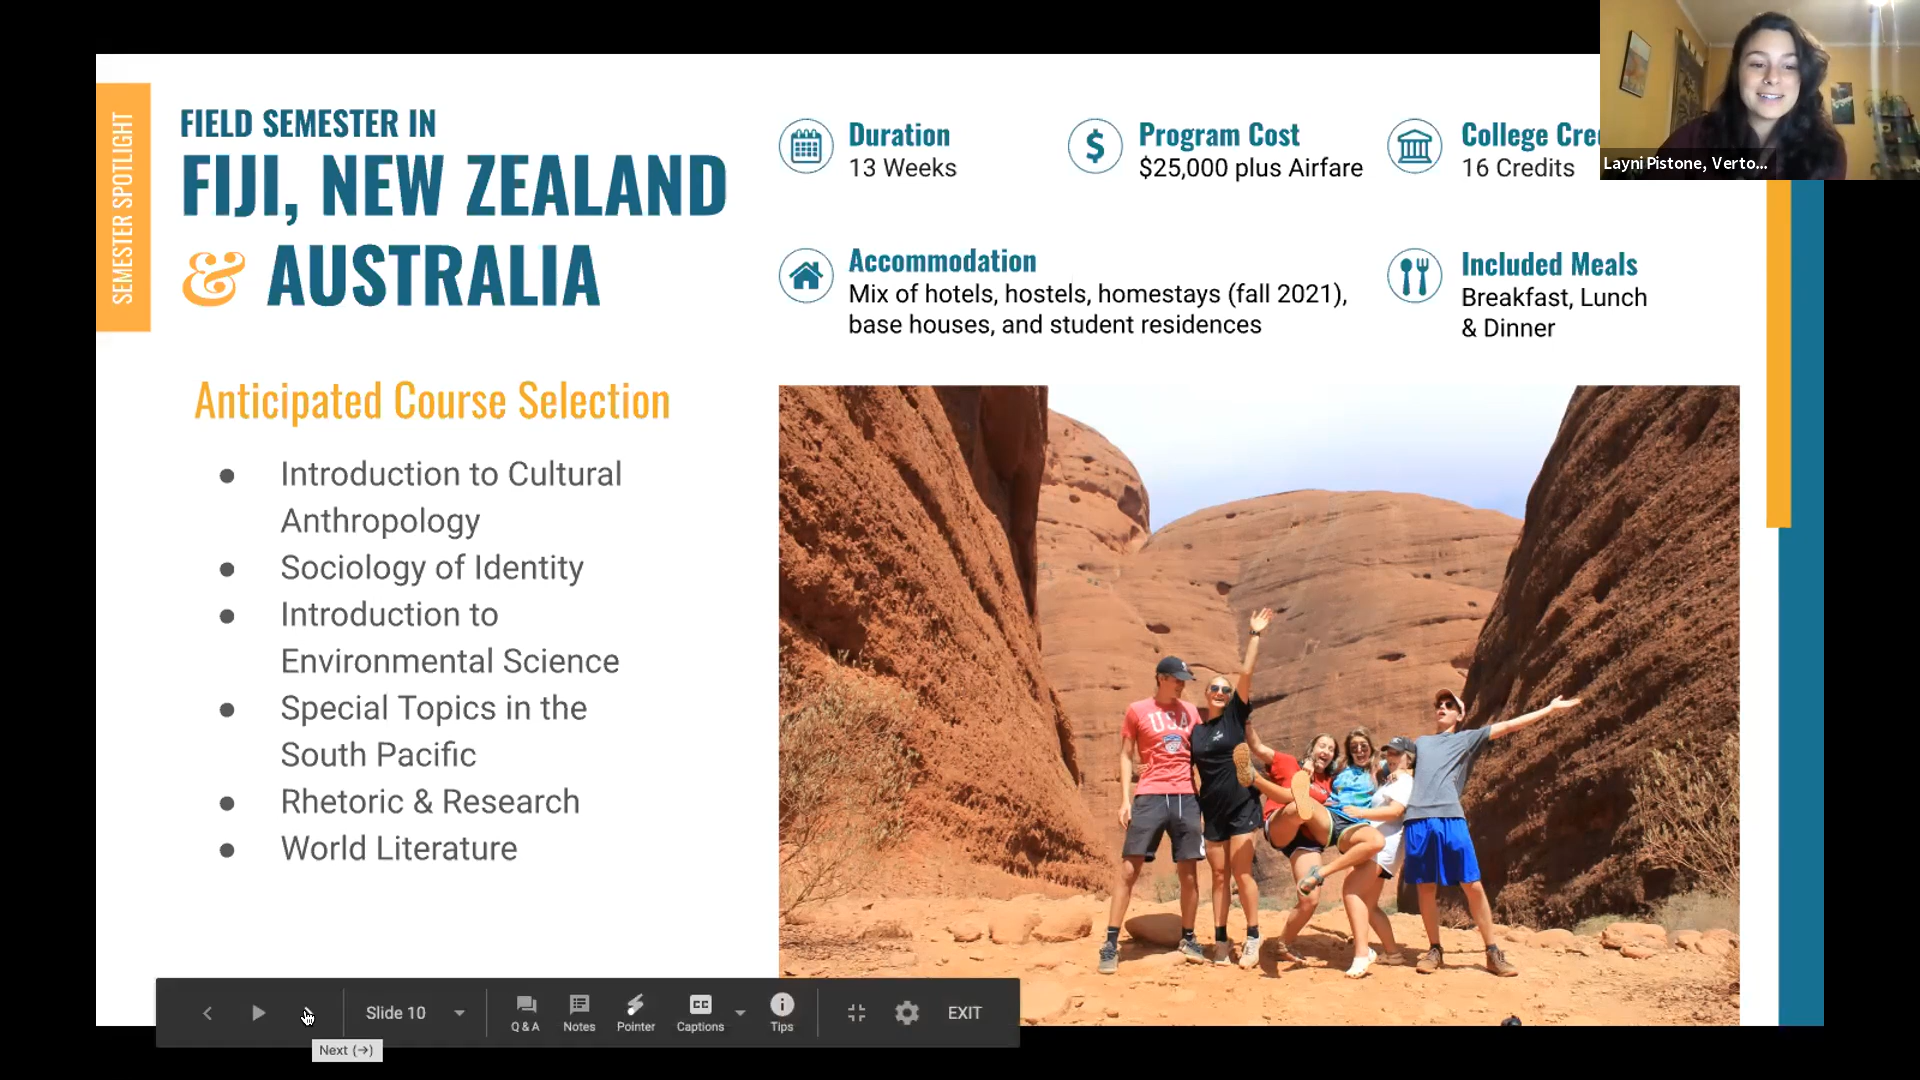 SEMESTER SPOTLIGHT
FIELD SEMESTER IN
FIJI, NEW ZEALAND
& AUSTRALIA
Duration
13 Weeks
Program Cost
$25,000 plus Airfare
College Cre
16 Credits
Layni Pistone, Verto...
Accommodation
Mix of hotels, hostels, homestays (fall 2021),
base houses, and student residences
Included Meals
Breakfast, Lunch
& Dinner
Anticipated Course Selection
● Introduction to Cultural
Anthropology
● Sociology of Identity
● Introduction to
Environmental Science
● Special Topics in the
South Pacific
● Rhetoric & Research
● World Literature
USA
Slide 10
Q & A
Notes
Pointer
CC
Captions
Tips
EXIT
Next (→)